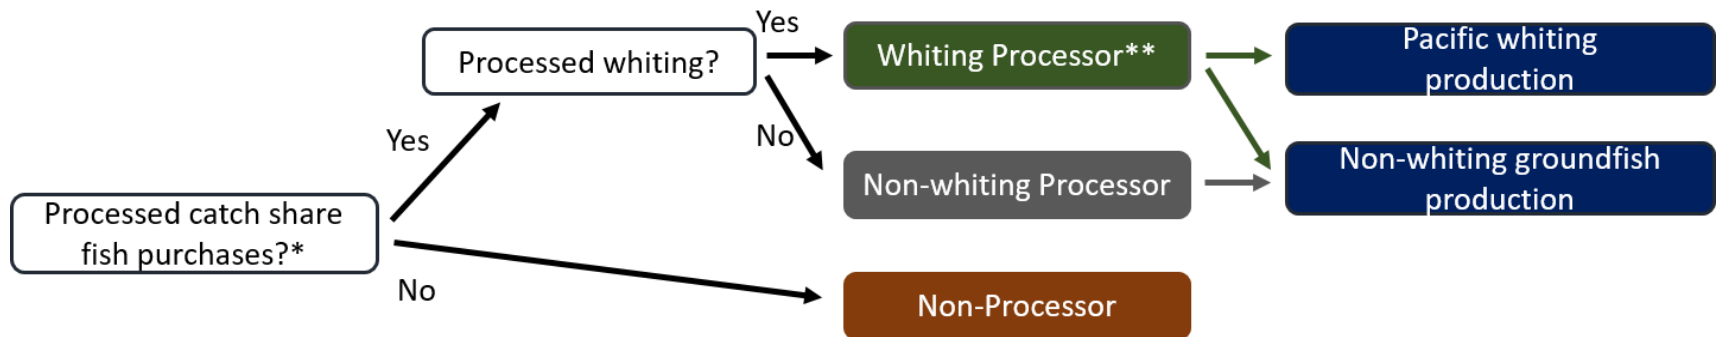 Yes
Processed whiting?
Whiting Processor**
Pacific whiting
production
No
Yes
Non-whiting Processor
Non-whiting groundfish
production
Processed catch share
fish purchases?*
No
Non-Processor